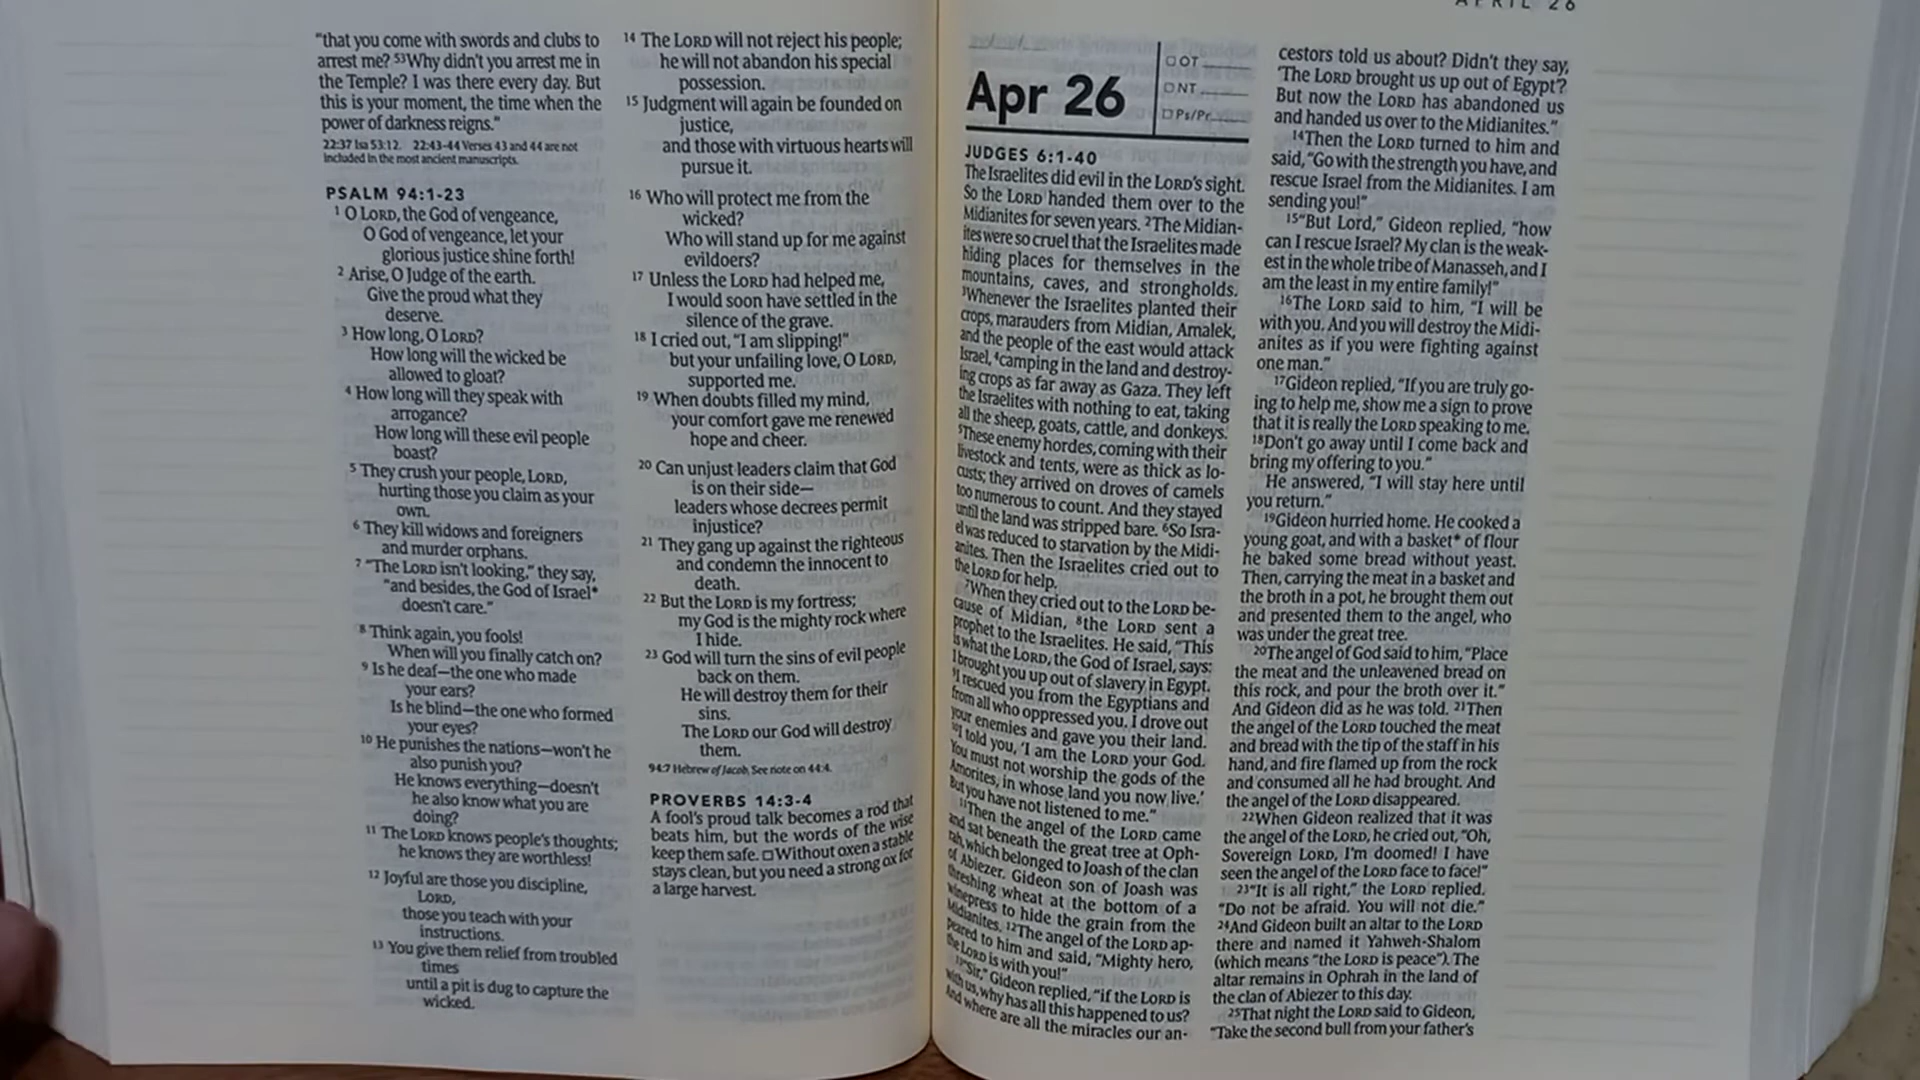 "that you come with swords and clubs to
arrest me? 53Why didn't you arrest me in
the Temple? I was there every day. But
this is your moment, the time when the
power of darkness reigns."
22:37 Isa 53:12. 22:43-44 Verses 43 and 44 are not
included in the most ancient manuscripts.
PSALM 94:1-23
1 O LORD, the God of vengeance,
O God of vengeance, let your
glorious justice shine forth!
2 Arise, O Judge of the earth.
Give the proud what they
deserve.
3 How long, O LORD?
How long will the wicked be
allowed to gloat?
4 How long will they speak with
arrogance?
How long will these evil people
boast?
5 They crush your people, LORD,
hurting those you claim as your
own.
6 They kill widows and foreigners
and murder orphans.
7 "The LORD isn't looking," they say,
"and besides, the God of Israel*
doesn't care."
8 Think again, you fools!
When will you finally catch on?
9 Is he deaf—the one who made
your ears?
Is he blind—the one who formed
your eyes?
10 He punishes the nations—won't he
also punish you?
He knows everything—doesn't
he also know what you are
doing?
11 The LORD knows people's thoughts;
he knows they are worthless!
12 Joyful are those you discipline,
LORD,
those you teach with your
instructions.
13 You give them relief from troubled
times
until a pit is dug to capture the
wicked.
14 The LORD will not reject his people;
he will not abandon his special
possession.
15 Judgment will again be founded on
justice,
and those with virtuous hearts will
pursue it.
16 Who will protect me from the
wicked?
Who will stand up for me against
evildoers?
17 Unless the LORD had helped me,
I would soon have settled in the
silence of the grave.
18 I cried out, "I am slipping!"
but your unfailing love, O LORD,
supported me.
19 When doubts filled my mind,
your comfort gave me renewed
hope and cheer.
20 Can unjust leaders claim that God
is on their side—
leaders whose decrees permit
injustice?
21 They gang up against the righteous
and condemn the innocent to
death.
22 But the LORD is my fortress;
my God is the mighty rock where
I hide.
23 God will turn the sins of evil people
back on them.
He will destroy them for their
sins.
The LORD our God will destroy
them.
94:7 Hebrew of Jacob. See note on 44:4.
PROVERBS 14:3-4
A fool's proud talk becomes a rod that
beats him, but the words of the wise
keep them safe. □Without oxen a stable
stays clean, but you need a strong ox for
a large harvest.
APRIL 26
Apr 26
□ OT
□ NT
□ Ps/Pr
JUDGES 6:1-40
The Israelites did evil in the LORD's sight.
So the LORD handed them over to the
Midianites for seven years. 2The Midian-
ites were so cruel that the Israelites made
hiding places for themselves in the
mountains, caves, and strongholds.
3Whenever the Israelites planted their
crops, marauders from Midian, Amalek,
and the people of the east would attack
Israel, 4camping in the land and destroy-
ing crops as far away as Gaza. They left
the Israelites with nothing to eat, taking
all the sheep, goats, cattle, and donkeys.
5These enemy hordes, coming with their
livestock and tents, were as thick as lo-
custs; they arrived on droves of camels
too numerous to count. And they stayed
until the land was stripped bare. 6So Isra-
el was reduced to starvation by the Midi-
anites. Then the Israelites cried out to
the LORD for help.
7When they cried out to the LORD be-
cause of Midian, 8the LORD sent a
prophet to the Israelites. He said, "This
is what the LORD, the God of Israel, says:
I brought you up out of slavery in Egypt.
9I rescued you from the Egyptians and
from all who oppressed you. I drove out
your enemies and gave you their land.
10I told you, 'I am the LORD your God.
You must not worship the gods of the
Amorites, in whose land you now live.'
But you have not listened to me."
11Then the angel of the LORD came
and sat beneath the great tree at Oph-
rah, which belonged to Joash of the clan
of Abiezer. Gideon son of Joash was
threshing wheat at the bottom of a
winepress to hide the grain from the
Midianites. 12The angel of the LORD ap-
peared to him and said, "Mighty hero,
the LORD is with you!"
13"Sir," Gideon replied, "if the LORD is
with us, why has all this happened to us?
And where are all the miracles our an-
cestors told us about? Didn't they say,
'The LORD brought us up out of Egypt'?
But now the LORD has abandoned us
and handed us over to the Midianites."
14Then the LORD turned to him and
said, "Go with the strength you have, and
rescue Israel from the Midianites. I am
sending you!"
15"But Lord," Gideon replied, "how
can I rescue Israel? My clan is the weak-
est in the whole tribe of Manasseh, and I
am the least in my entire family!"
16The LORD said to him, "I will be
with you. And you will destroy the Midi-
anites as if you were fighting against
one man."
17Gideon replied, "If you are truly go-
ing to help me, show me a sign to prove
that it is really the LORD speaking to me.
18Don't go away until I come back and
bring my offering to you."
He answered, "I will stay here until
you return."
19Gideon hurried home. He cooked a
young goat, and with a basket* of flour
he baked some bread without yeast.
Then, carrying the meat in a basket and
the broth in a pot, he brought them out
and presented them to the angel, who
was under the great tree.
20The angel of God said to him, "Place
the meat and the unleavened bread on
this rock, and pour the broth over it."
And Gideon did as he was told. 21Then
the angel of the LORD touched the meat
and bread with the tip of the staff in his
hand, and fire flamed up from the rock
and consumed all he had brought. And
the angel of the LORD disappeared.
22When Gideon realized that it was
the angel of the LORD, he cried out, "Oh,
Sovereign LORD, I'm doomed! I have
seen the angel of the LORD face to face!"
23"It is all right," the LORD replied.
"Do not be afraid. You will not die."
24And Gideon built an altar to the LORD
there and named it Yahweh-Shalom
(which means "the LORD is peace"). The
altar remains in Ophrah in the land of
the clan of Abiezer to this day.
25That night the LORD said to Gideon,
"Take the second bull from your father's